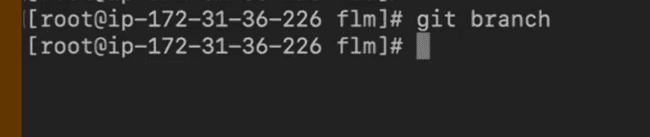 [root@ip-172-31-36-226 flm]# git branch
[root@ip-172-31-36-226 flm]#